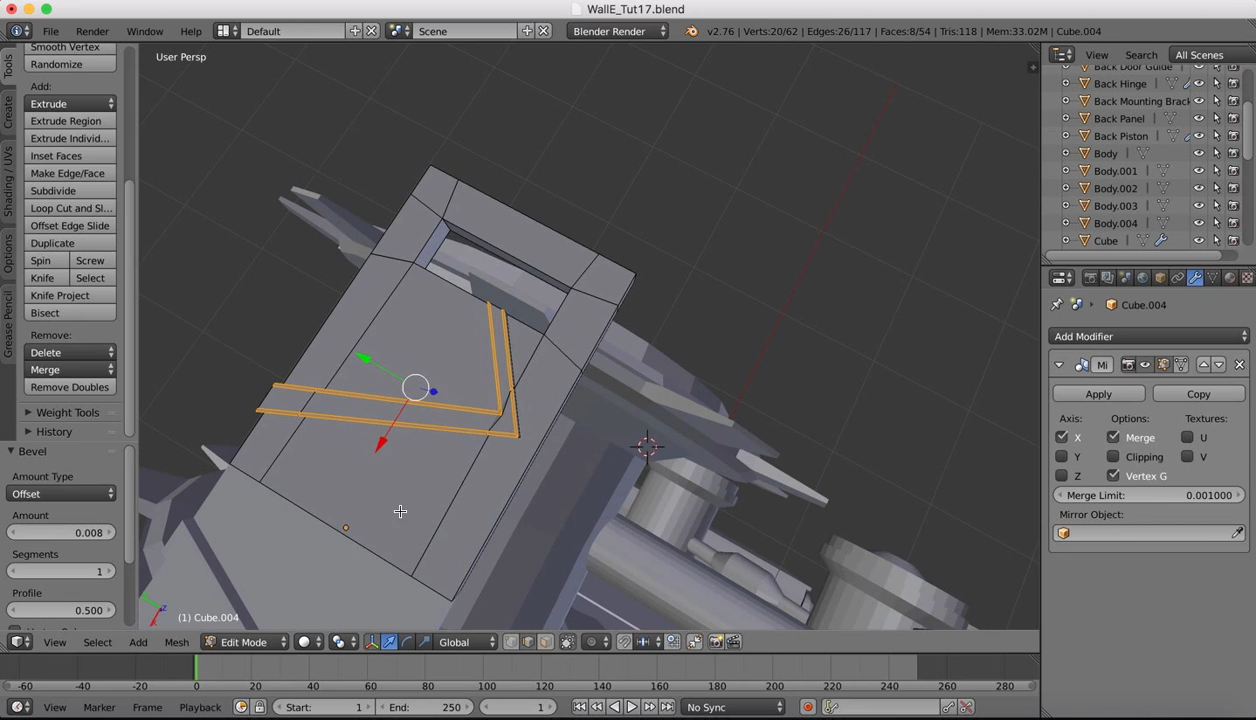 WallE_Tut17.blend
File Render Window Help Default Scene Blender Render v2.76 | Verts:20/62 | Edges:26/117 | Faces:8/54 | Tris:118 | Mem:33.02M | Cube.004
Tools
Create
Shading / UVs
Options
Grease Pencil
Smooth Vertex
Randomize
Add:
Extrude
Extrude Region
Extrude Individ...
Inset Faces
Make Edge/Face
Subdivide
Loop Cut and Sl...
Offset Edge Slide
Duplicate
Spin Screw
Knife Select
Knife Project
Bisect
Remove:
Delete
Merge
Remove Doubles
Weight Tools
History
Bevel
Amount Type
Offset
Amount
0.008
Segments
1
Profile
0.500
User Persp
(1) Cube.004
View Select Add Mesh Edit Mode Global
-60 -40 -20 0 20 40 60 80 100 120 140 160 180 200 220 240 260 280
View Marker Frame Playback Start: 1 End: 250 1 No Sync
View Search All Scenes
Back Door Guide
Back Hinge
Back Mounting Brack
Back Panel
Back Piston
Body
Body.001
Body.002
Body.003
Body.004
Cube
Cube.004
Add Modifier
Mi
Apply Copy
Axis: Options: Textures:
X Merge U
Y Clipping V
Z Vertex G
Merge Limit: 0.001000
Mirror Object: